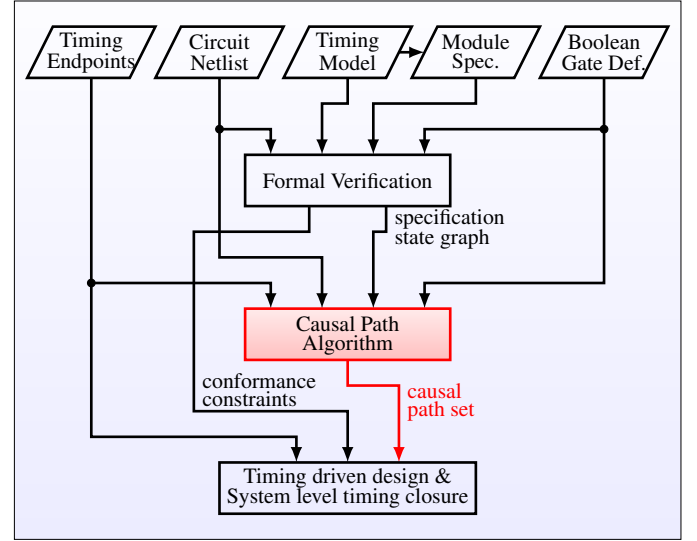 Timing
Endpoints
Circuit
Netlist
Timing
Model
Module
Spec.
Boolean
Gate Def.
Formal Verification
specification
state graph
Causal Path
Algorithm
conformance
constraints
causal
path set
Timing driven design &
System level timing closure